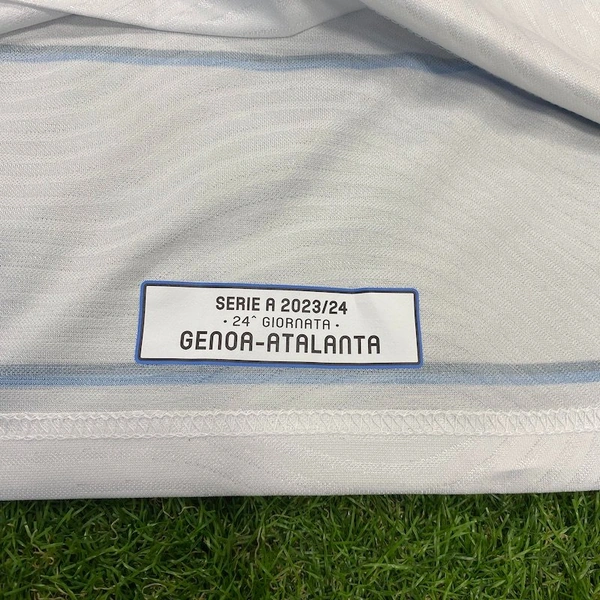 SERIE A 2023/24
· 24^ GIORNATA ·
GENOA-ATALANTA